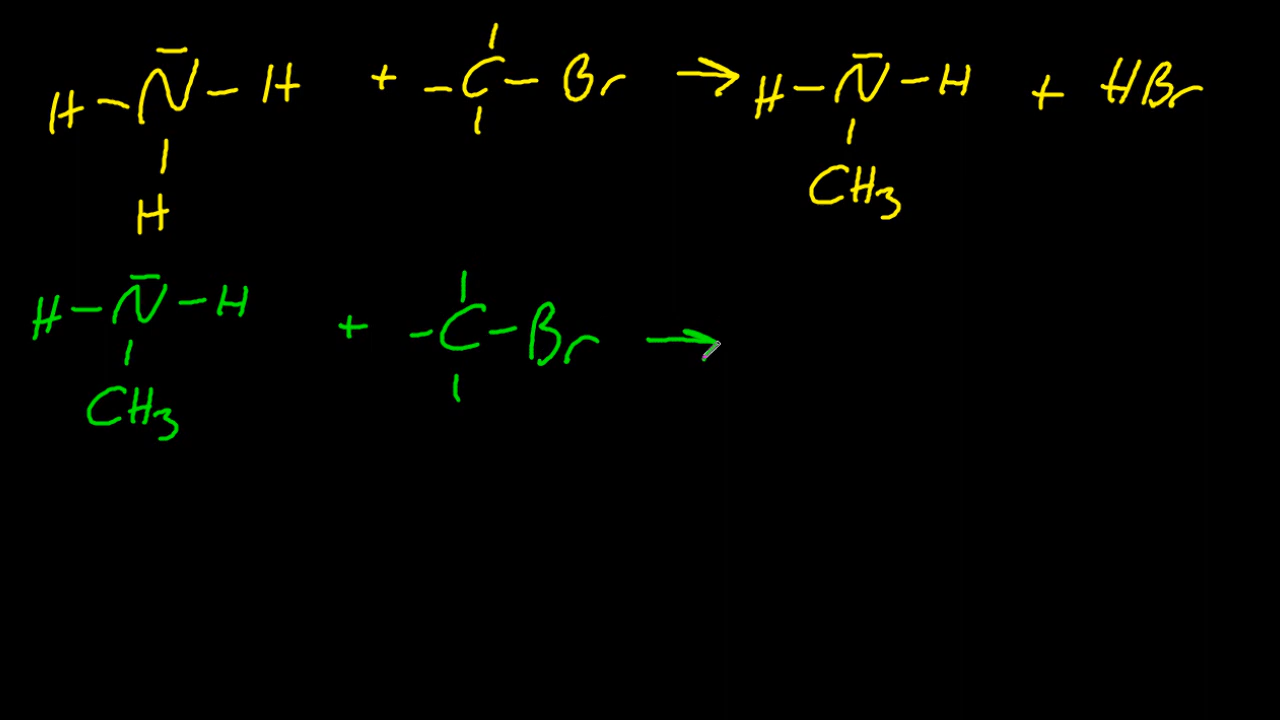 H-N-H + -C-Br → H-N-H + HBr
H
CH3
H-N-H + -C-Br →
CH3